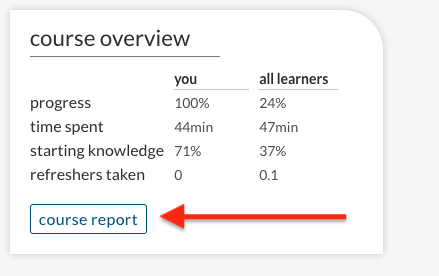 course overview
you all learners
progress 100% 24%
time spent 44min 47min
starting knowledge 71% 37%
refreshers taken 0 0.1
course report